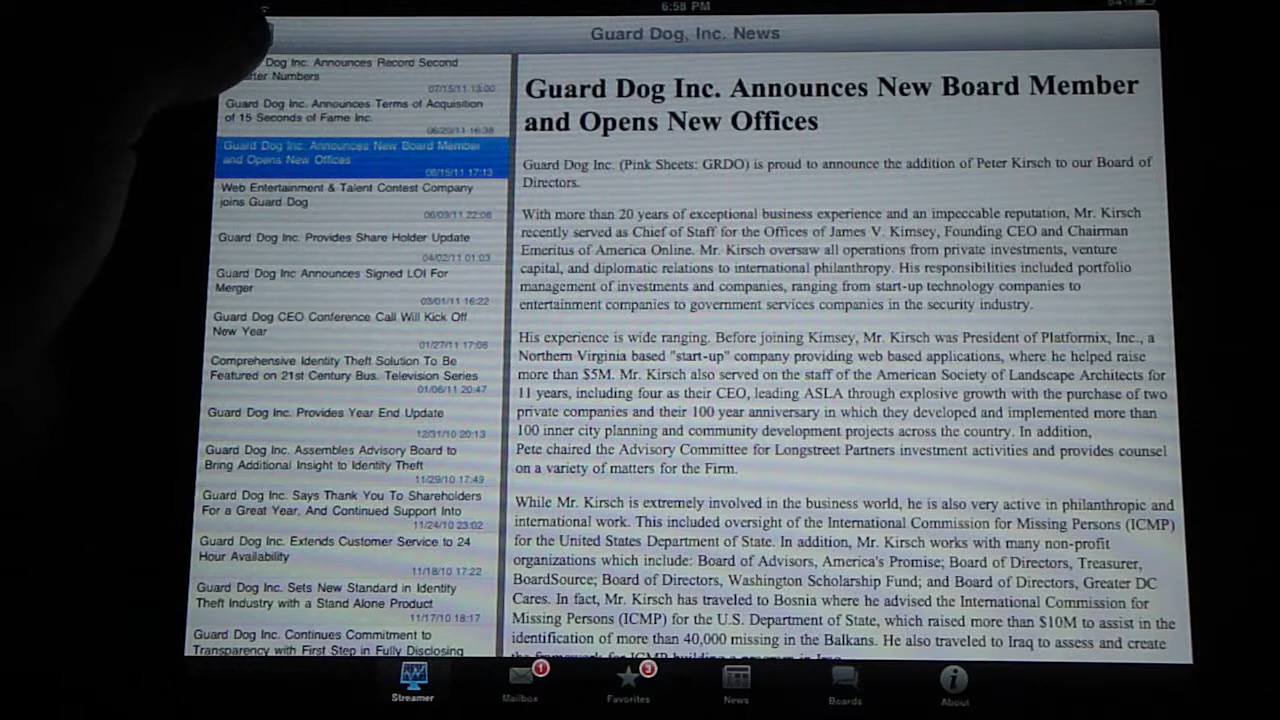 6:58 PM
Guard Dog, Inc. News
Dog Inc. Announces Record Second
Numbers
07/15/11 13:00
Guard Dog Inc. Announces Terms of Acquisition
of 15 Seconds of Fame Inc.
06/20/11 16:38
Guard Dog Inc. Announces New Board Member
and Opens New Offices
06/15/11 17:13
Web Entertainment & Talent Contest Company
joins Guard Dog
06/09/11 22:06
Guard Dog Inc. Provides Share Holder Update
04/02/11 01:03
Guard Dog Inc Announces Signed LOI For
Merger
03/01/11 16:22
Guard Dog CEO Conference Call Will Kick Off
New Year
01/27/11 17:06
Comprehensive Identity Theft Solution To Be
Featured on 21st Century Bus. Television Series
01/06/11 20:47
Guard Dog Inc. Provides Year End Update
12/31/10 20:13
Guard Dog Inc. Assembles Advisory Board to
Bring Additional Insight to Identity Theft
11/29/10 17:49
Guard Dog Inc. Says Thank You To Shareholders
For a Great Year, And Continued Support Into
11/24/10 23:02
Guard Dog Inc. Extends Customer Service to 24
Hour Availability
11/18/10 17:22
Guard Dog Inc. Sets New Standard in Identity
Theft Industry with a Stand Alone Product
11/17/10 18:17
Guard Dog Inc. Continues Commitment to
Transparency with First Step in Fully Disclosing
Guard Dog Inc. Announces New Board Member
and Opens New Offices
Guard Dog Inc. (Pink Sheets: GRDO) is proud to announce the addition of Peter Kirsch to our Board of
Directors.
With more than 20 years of exceptional business experience and an impeccable reputation, Mr. Kirsch
recently served as Chief of Staff for the Offices of James V. Kimsey, Founding CEO and Chairman
Emeritus of America Online. Mr. Kirsch oversaw all operations from private investments, venture
capital, and diplomatic relations to international philanthropy. His responsibilities included portfolio
management of investments and companies, ranging from start-up technology companies to
entertainment companies to government services companies in the security industry.
His experience is wide ranging. Before joining Kimsey, Mr. Kirsch was President of Platformix, Inc., a
Northern Virginia based "start-up" company providing web based applications, where he helped raise
more than $5M. Mr. Kirsch also served on the staff of the American Society of Landscape Architects for
11 years, including four as their CEO, leading ASLA through explosive growth with the purchase of two
private companies and their 100 year anniversary in which they developed and implemented more than
100 inner city planning and community development projects across the country. In addition,
Pete chaired the Advisory Committee for Longstreet Partners investment activities and provides counsel
on a variety of matters for the Firm.
While Mr. Kirsch is extremely involved in the business world, he is also very active in philanthropic and
international work. This included oversight of the International Commission for Missing Persons (ICMP)
for the United States Department of State. In addition, Mr. Kirsch works with many non-profit
organizations which include: Board of Advisors, America's Promise; Board of Directors, Treasurer,
BoardSource; Board of Directors, Washington Scholarship Fund; and Board of Directors, Greater DC
Cares. In fact, Mr. Kirsch has traveled to Bosnia where he advised the International Commission for
Missing Persons (ICMP) for the U.S. Department of State, which raised more than $10M to assist in the
identification of more than 40,000 missing in the Balkans. He also traveled to Iraq to assess and create
Streamer
Mailbox
1
Favorites
3
News
Boards
About